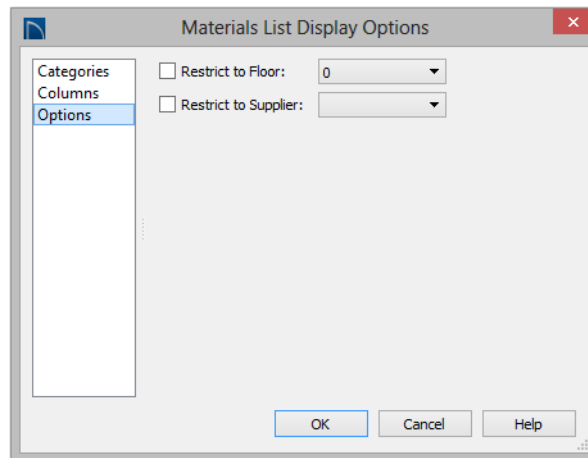 Materials List Display Options
Categories
Columns
Options
Restrict to Floor: 0
Restrict to Supplier:
OK Cancel Help